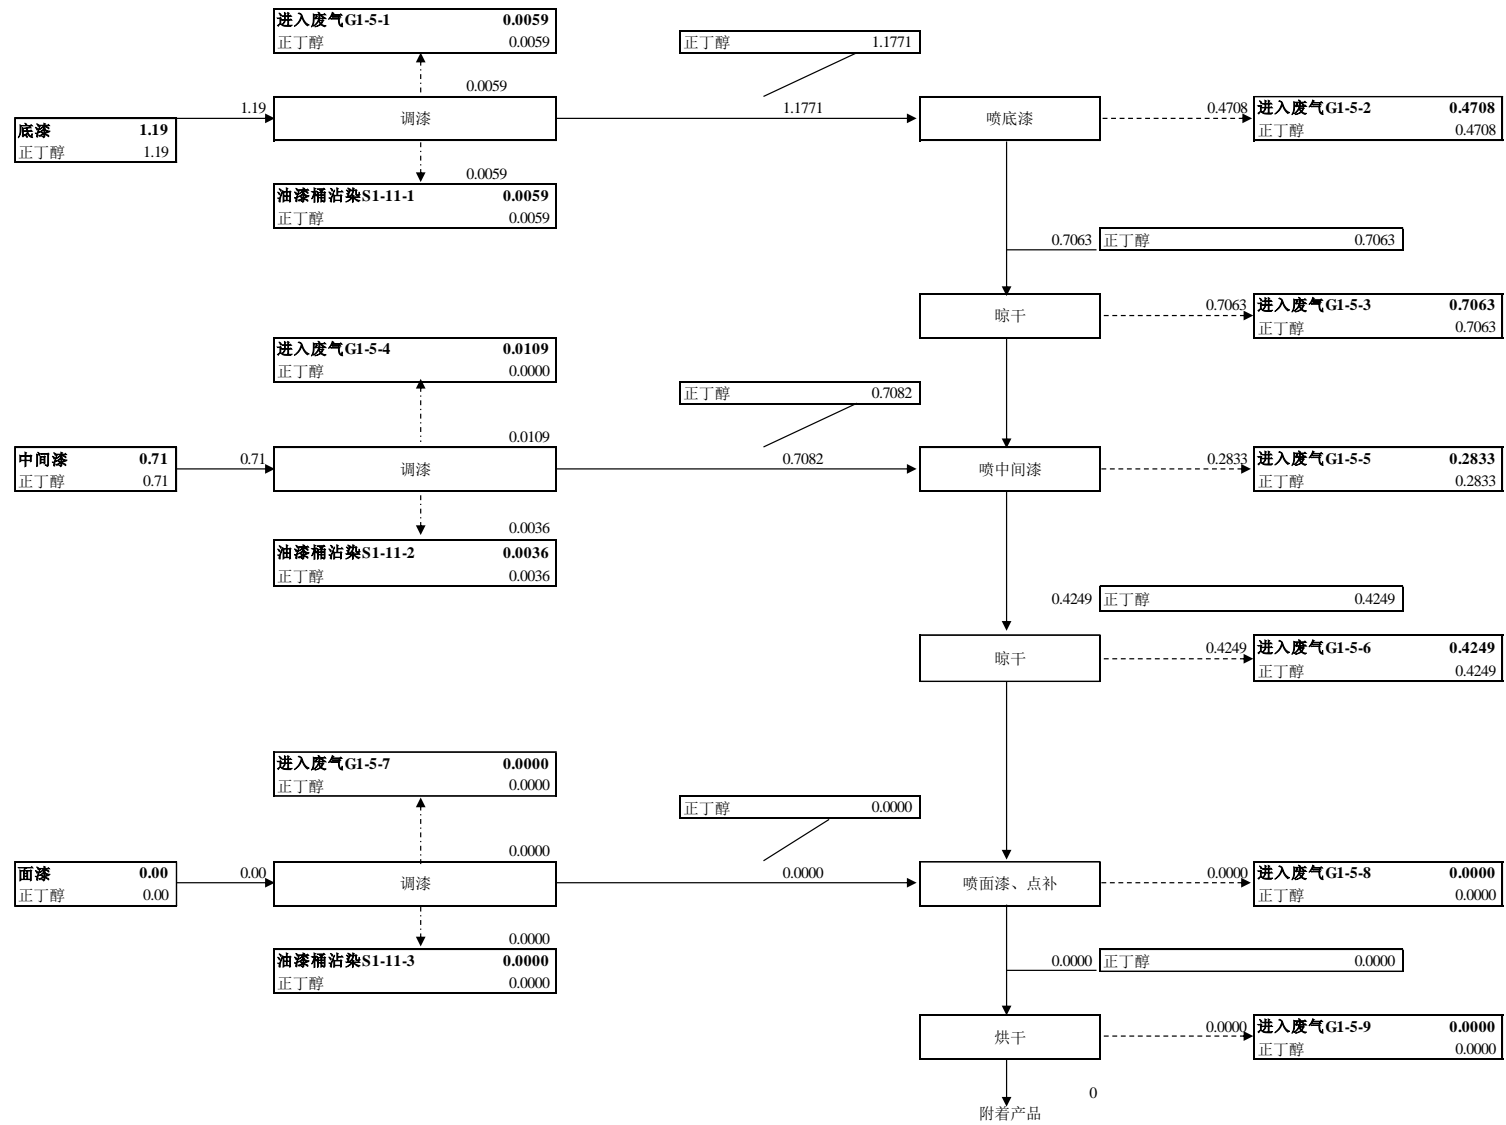 进入废气G1-5-1 0.0059
正丁醇 0.0059
正丁醇 1.1771
0.0059
1.19 调漆 1.1771 喷底漆 0.4708 进入废气G1-5-2 0.4708
正丁醇 0.4708
底漆 1.19
正丁醇 1.19
0.0059
油漆桶沾染S1-11-1 0.0059
正丁醇 0.0059
0.7063 正丁醇 0.7063
晾干 0.7063 进入废气G1-5-3 0.7063
正丁醇 0.7063
进入废气G1-5-4 0.0109
正丁醇 0.0000
正丁醇 0.7082
0.0109
中间漆 0.71 0.71 调漆 0.7082 喷中间漆 0.2833 进入废气G1-5-5 0.2833
正丁醇 0.71 正丁醇 0.2833
0.0036
油漆桶沾染S1-11-2 0.0036
正丁醇 0.0036
0.4249 正丁醇 0.4249
晾干 0.4249 进入废气G1-5-6 0.4249
正丁醇 0.4249
进入废气G1-5-7 0.0000
正丁醇 0.0000
正丁醇 0.0000
0.0000
面漆 0.00 0.00 调漆 0.0000 喷面漆、点补 0.0000 进入废气G1-5-8 0.0000
正丁醇 0.00 正丁醇 0.0000
0.0000
油漆桶沾染S1-11-3 0.0000
正丁醇 0.0000
0.0000 正丁醇 0.0000
烘干 0.0000 进入废气G1-5-9 0.0000
正丁醇 0.0000
0
附着产品